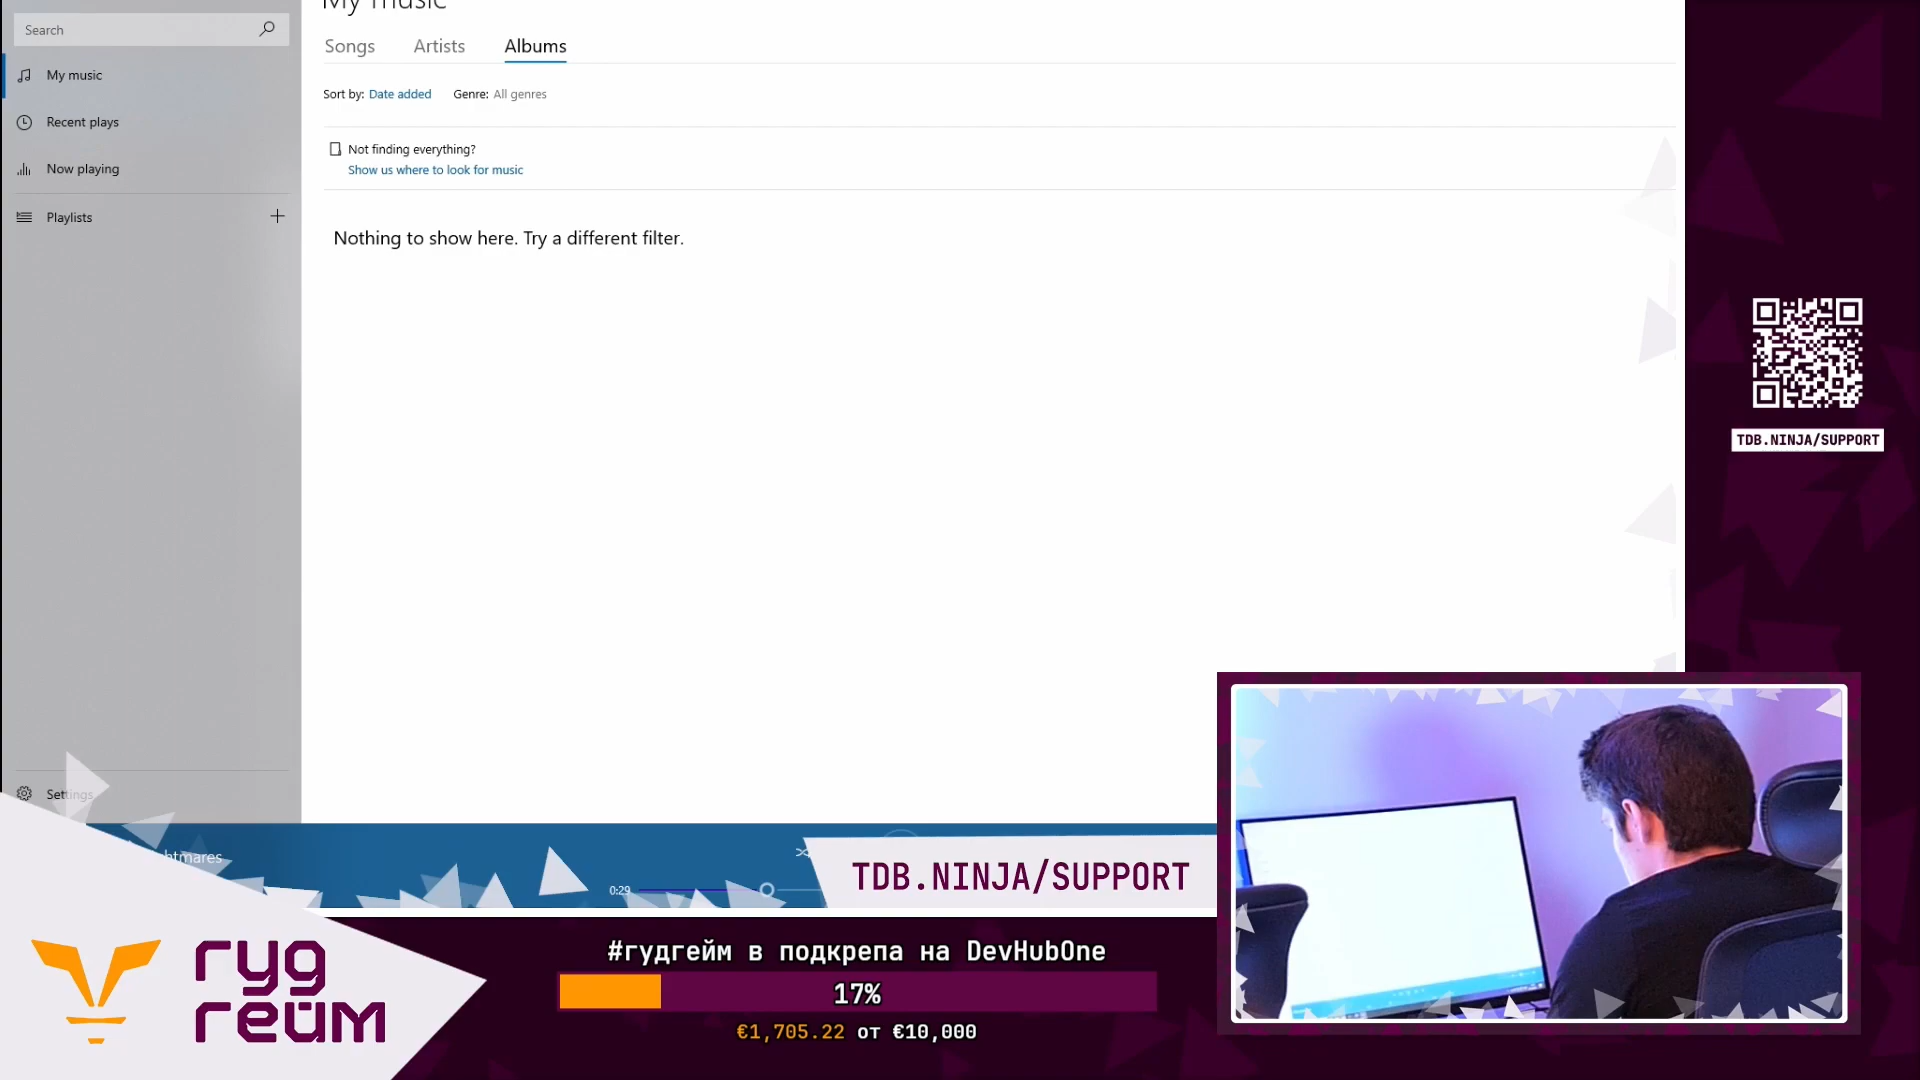 My music
Search
Songs Artists Albums
My music
Sort by: Date added Genre: All genres
Recent plays
Not finding everything?
Show us where to look for music
Now playing
Playlists
Nothing to show here. Try a different filter.
TDB.NINJA/SUPPORT
Settings
0:29
TDB.NINJA/SUPPORT
гуд
гейм
#гудгейм в подкрепа на DevHubOne
17%
€1,705.22 от €10,000